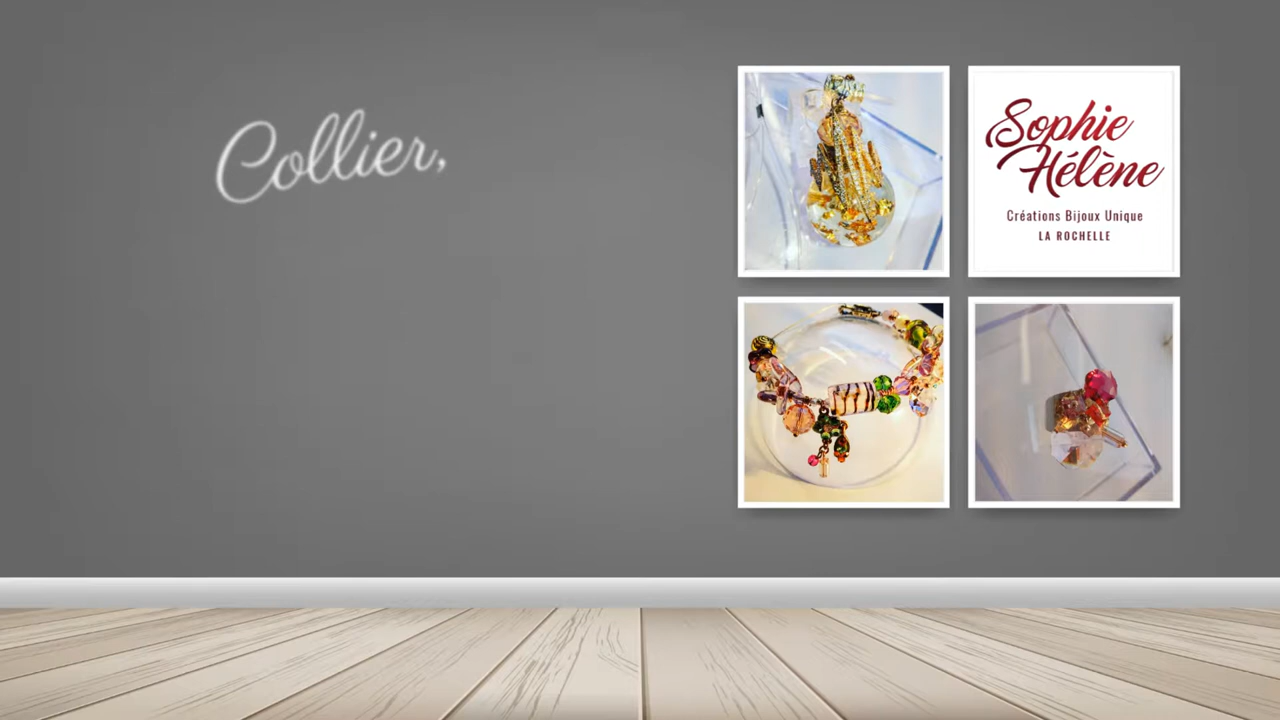 Collier,
Sophie
Hélène
Créations Bijoux Unique
LA ROCHELLE